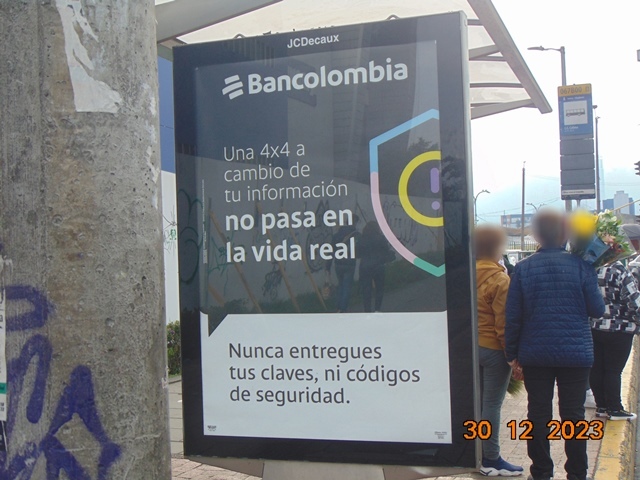 JCDecaux
Bancolombia
Una 4x4 a
cambio de
tu información
no pasa en
la vida real
Nunca entregues
tus claves, ni códigos
de seguridad.
30 12 2023